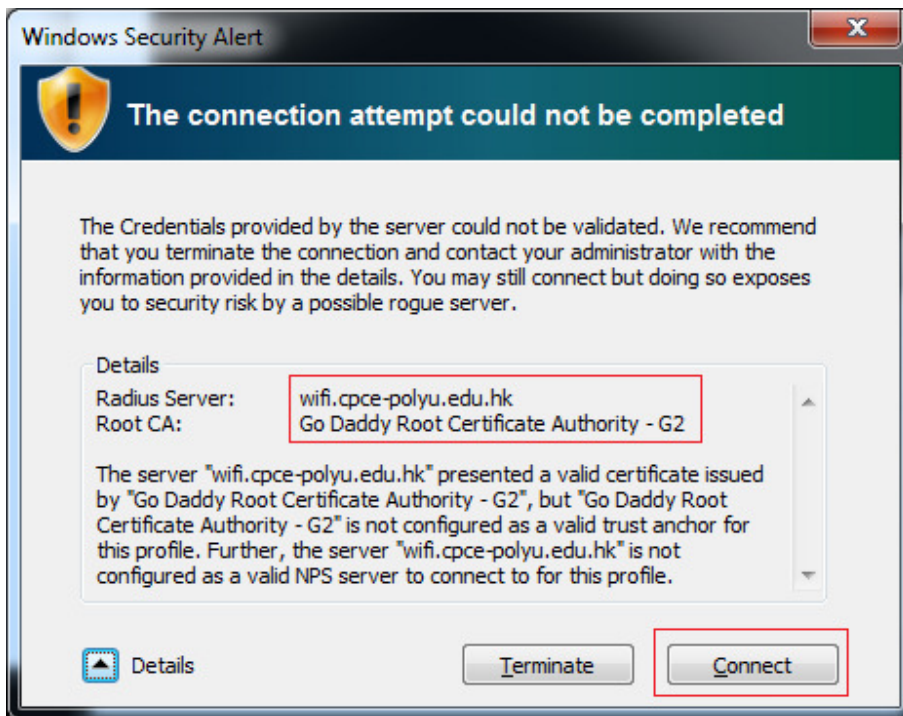 Windows Security Alert
The connection attempt could not be completed
The Credentials provided by the server could not be validated. We recommend
that you terminate the connection and contact your administrator with the
information provided in the details. You may still connect but doing so exposes
you to security risk by a possible rogue server.
Details
Radius Server: wifi.cpce-polyu.edu.hk
Root CA: Go Daddy Root Certificate Authority - G2
The server "wifi.cpce-polyu.edu.hk" presented a valid certificate issued
by "Go Daddy Root Certificate Authority - G2", but "Go Daddy Root
Certificate Authority - G2" is not configured as a valid trust anchor for
this profile. Further, the server "wifi.cpce-polyu.edu.hk" is not
configured as a valid NPS server to connect to for this profile.
Details Terminate Connect